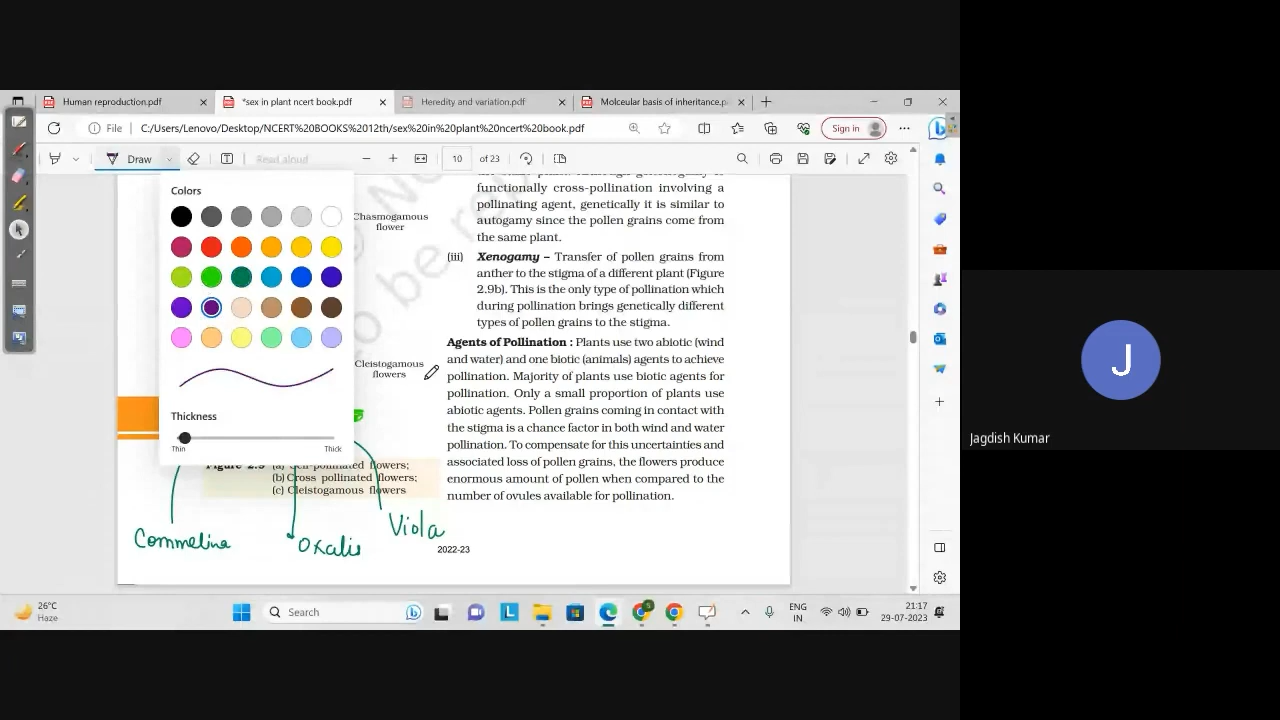 Human reproduction.pdf
*sex in plant ncert book.pdf
Heredity and variation.pdf
Molceular basis of inheritance.p
File
C:/Users/Lenovo/Desktop/NCERT%20BOOKS%2012th/sex%20in%20plant%20ncert%20book.pdf
Sign in
Draw
Read aloud
10 of 23
Colors
Thickness
Thin
Thick
Chasmogamous
flower
Cleistogamous
flowers
functionally cross-pollination involving a
pollinating agent, genetically it is similar to
autogamy since the pollen grains come from
the same plant.
(iii) Xenogamy – Transfer of pollen grains from
anther to the stigma of a different plant (Figure
2.9b). This is the only type of pollination which
during pollination brings genetically different
types of pollen grains to the stigma.
Agents of Pollination : Plants use two abiotic (wind
and water) and one biotic (animals) agents to achieve
pollination. Majority of plants use biotic agents for
pollination. Only a small proportion of plants use
abiotic agents. Pollen grains coming in contact with
the stigma is a chance factor in both wind and water
pollination. To compensate for this uncertainties and
associated loss of pollen grains, the flowers produce
enormous amount of pollen when compared to the
number of ovules available for pollination.
Figure 2.9 (a) Self-pollinated flowers;
(b) Cross pollinated flowers;
(c) Cleistogamous flowers
Commelina
Oxalis
Viola
2022-23
26°C
Haze
Search
ENG
IN
21:17
29-07-2023
J
Jagdish Kumar